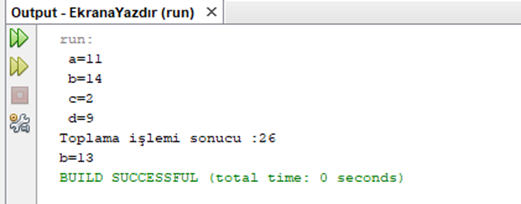 Output - EkranaYazdır (run) ×
run:
a=11
b=14
c=2
d=9
Toplama işlemi sonucu :26
b=13
BUILD SUCCESSFUL (total time: 0 seconds)